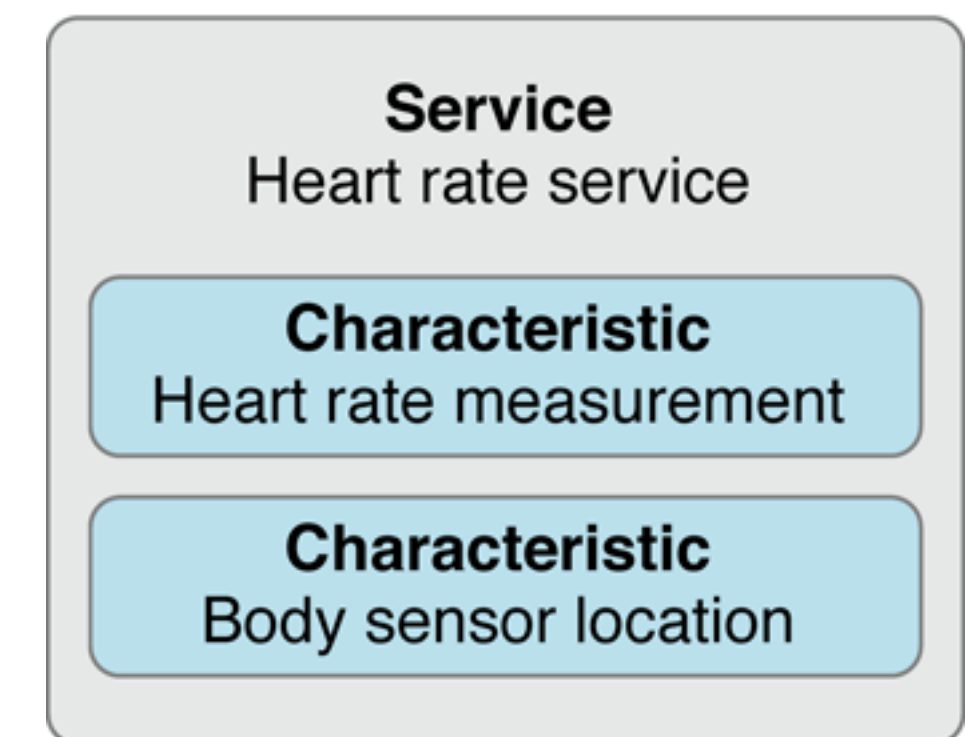 Service
Heart rate service
Characteristic
Heart rate measurement
Characteristic
Body sensor location